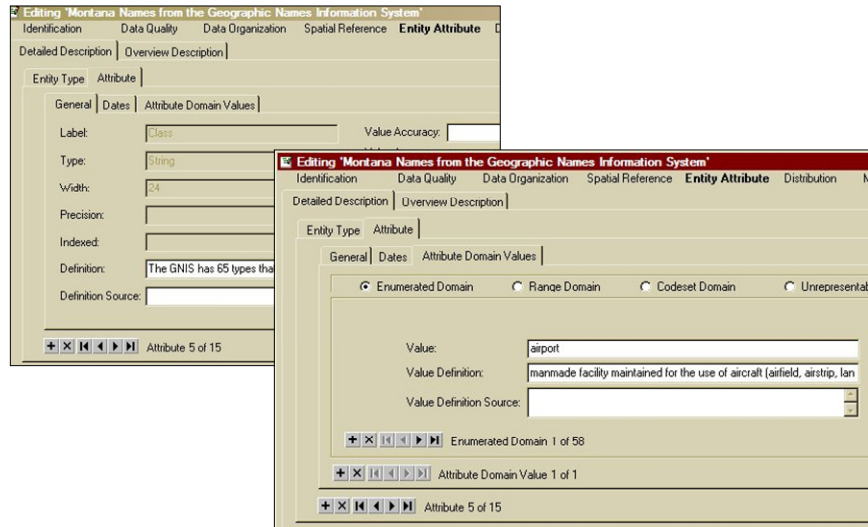 Editing 'Montana Names from the Geographic Names Information System'
Identification Data Quality Data Organization Spatial Reference Entity Attribute D
Detailed Description Overview Description
Entity Type Attribute
General Dates Attribute Domain Values
Label: Class Value Accuracy:
Type: String
Width: 24
Precision:
Indexed:
Definition: The GNIS has 65 types tha
Definition Source:
Attribute 5 of 15
Editing 'Montana Names from the Geographic Names Information System'
Identification Data Quality Data Organization Spatial Reference Entity Attribute Distribution M
Detailed Description Overview Description
Entity Type Attribute
General Dates Attribute Domain Values
Enumerated Domain Range Domain Codeset Domain Unrepresentab
Value: airport
Value Definition: manmade facility maintained for the use of aircraft (airfield, airstrip, lan
Value Definition Source:
Enumerated Domain 1 of 58
Attribute Domain Value 1 of 1
Attribute 5 of 15